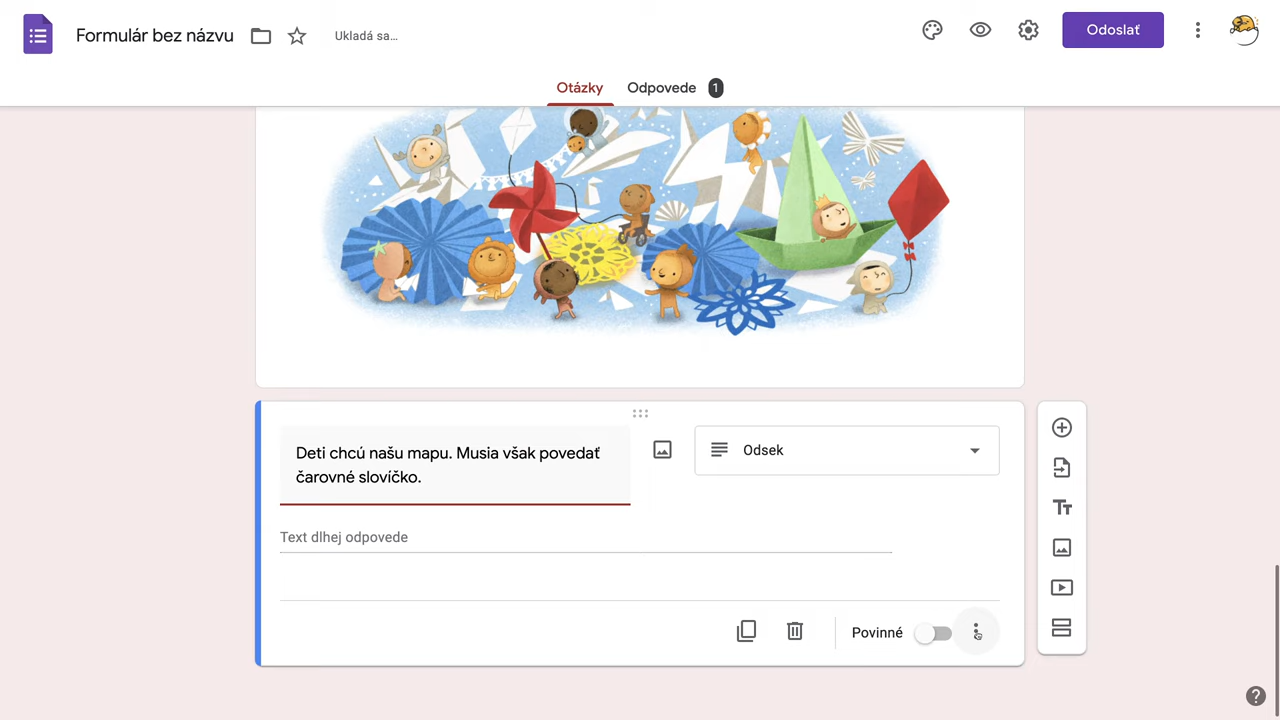 Formulár bez názvu
Ukladá sa…
Odoslať
Otázky
Odpovede 1
Deti chcú našu mapu. Musia však povedať
čarovné slovíčko.
Odsek
Text dlhej odpovede
Povinné